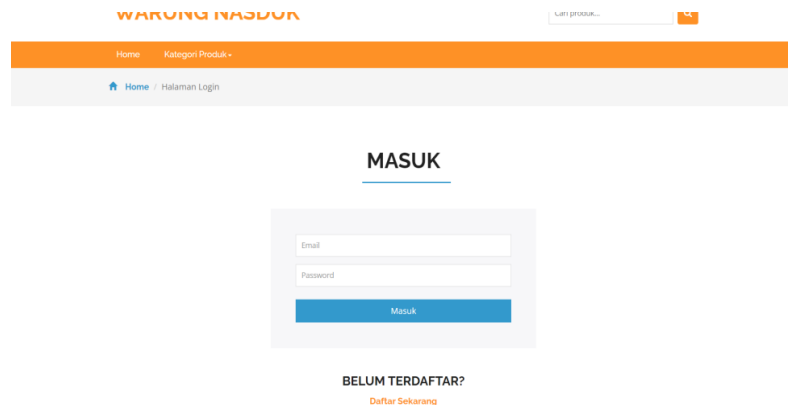 WARUNG NASDUK
Cari produk...
Home Kategori Produk
Home / Halaman Login
MASUK
Email
Password
Masuk
BELUM TERDAFTAR?
Daftar Sekarang